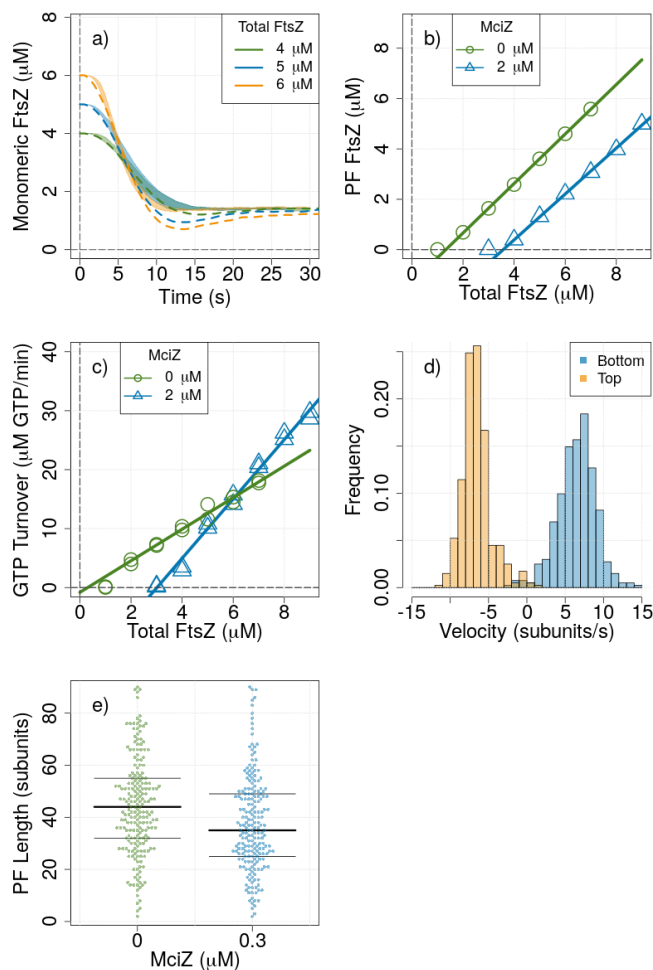 a)
Total FtsZ
4 μM
5 μM
6 μM
Monomeric FtsZ (μM)
0 2 4 6 8
0 5 10 15 20 25 30
Time (s)
b)
MciZ
0 μM
2 μM
PF FtsZ (μM)
0 2 4 6 8
0 2 4 6 8
Total FtsZ (μM)
c)
MciZ
0 μM
2 μM
GTP Turnover (μM GTP/min)
0 10 20 30 40
0 2 4 6 8
Total FtsZ (μM)
d)
Bottom
Top
Frequency
0.00 0.10 0.20
-15 -5 0 5 10 15
Velocity (subunits/s)
e)
PF Length (subunits)
0 20 40 60 80
0 0.3
MciZ (μM)